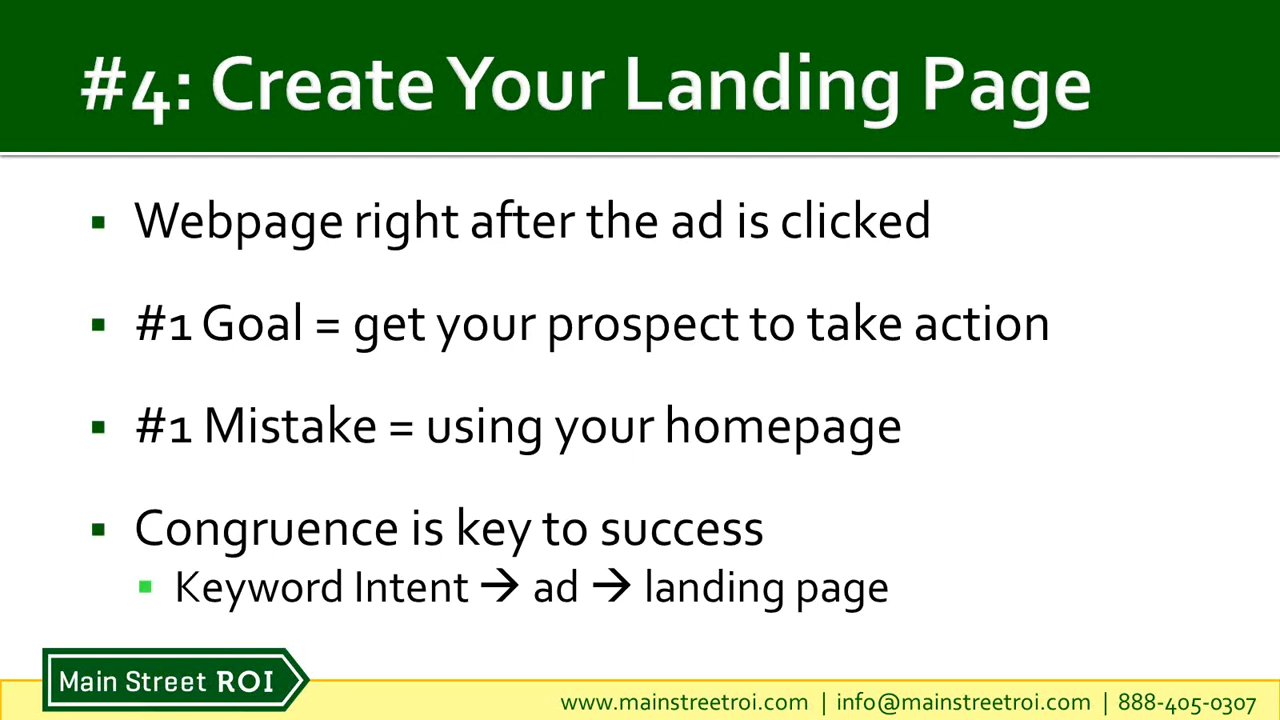 #4: Create Your Landing Page
Webpage right after the ad is clicked
#1 Goal = get your prospect to take action
#1 Mistake = using your homepage
Congruence is key to success
Keyword Intent → ad → landing page
Main Street ROI
www.mainstreetroi.com | info@mainstreetroi.com | 888-405-0307